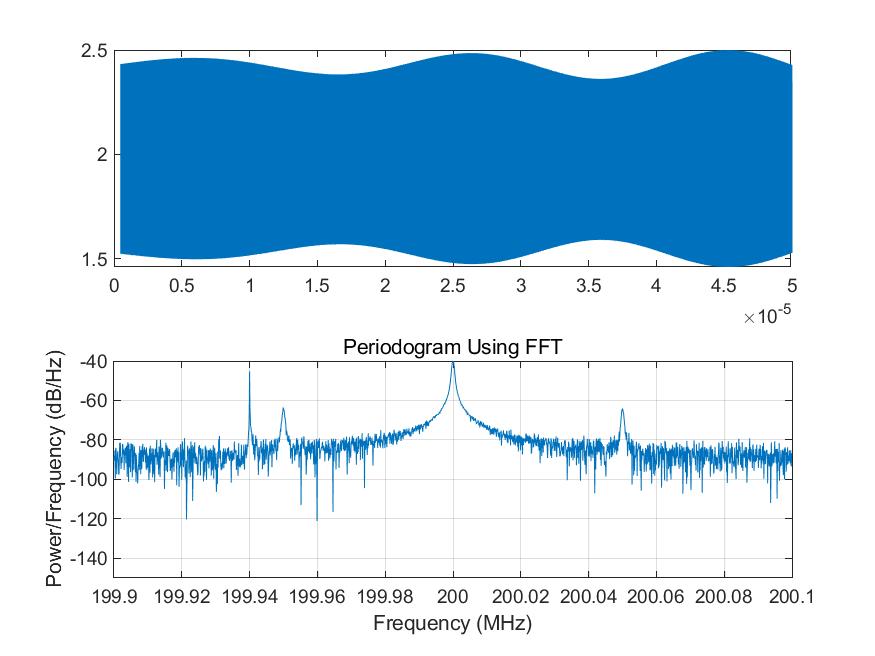 2.5
2
1.5
0 0.5 1 1.5 2 2.5 3 3.5 4 4.5 5
×10-5
Periodogram Using FFT
Power/Frequency (dB/Hz)
-40
-60
-80
-100
-120
-140
199.9 199.92 199.94 199.96 199.98 200 200.02 200.04 200.06 200.08 200.1
Frequency (MHz)